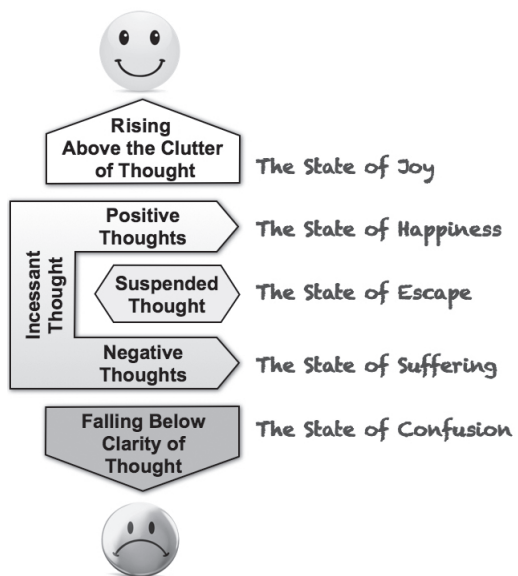 Rising
Above the Clutter
of Thought
The State of Joy
Incessant
Thought
Positive
Thoughts
The State of Happiness
Suspended
Thought
The State of Escape
Negative
Thoughts
The State of Suffering
Falling Below
Clarity of
Thought
The State of Confusion